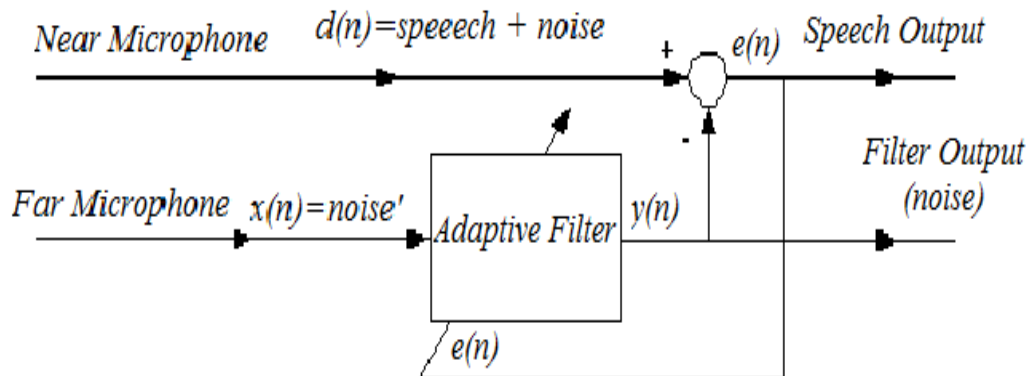 Near Microphone
d(n)=speeech + noise
+
e(n)
Speech Output
-
Filter Output
(noise)
Far Microphone
x(n)=noise'
Adaptive Filter
y(n)
e(n)